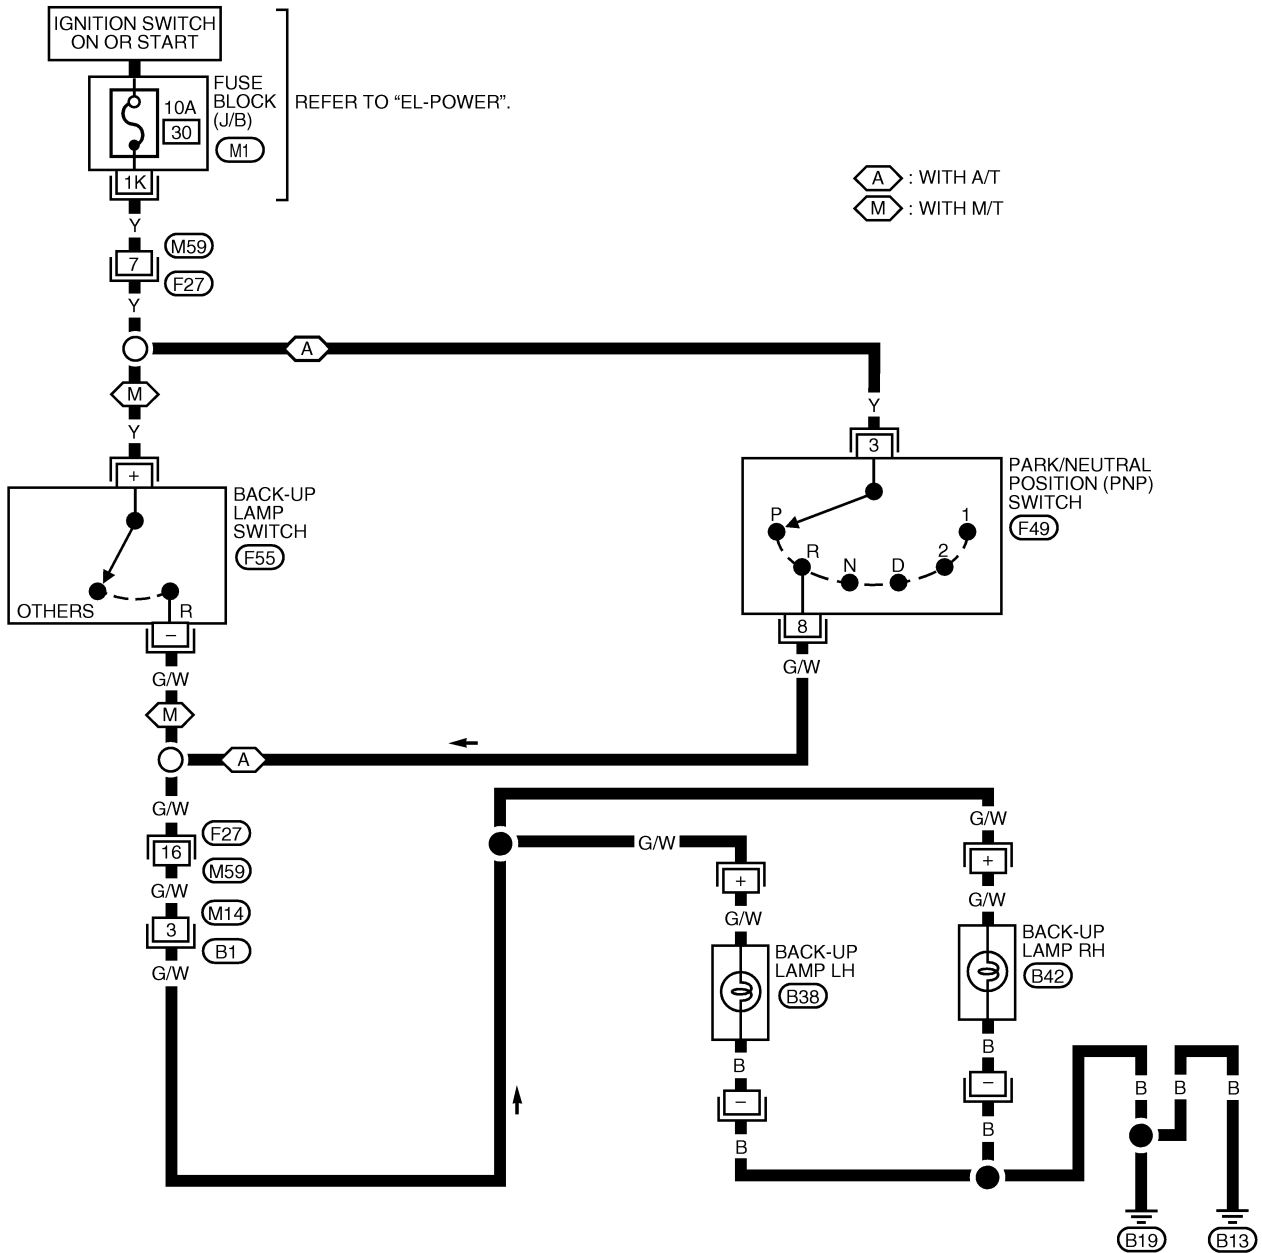 IGNITION SWITCH
ON OR START
FUSE
BLOCK
(J/B)
10A
30
M1
REFER TO “EL-POWER”.
1K
A : WITH A/T
M : WITH M/T
Y
M59
7
F27
Y
A
M
Y
Y
3
+
PARK/NEUTRAL
POSITION (PNP)
SWITCH
F49
BACK-UP
LAMP
SWITCH
F55
P
R
N
D
2
1
OTHERS
R
−
8
G/W
G/W
M
A
G/W
F27
16
M59
G/W
M14
3
B1
G/W
G/W
G/W
+
+
G/W
G/W
BACK-UP
LAMP LH
B38
BACK-UP
LAMP RH
B42
B
B
−
−
B
B
B
B
B
B19
B13